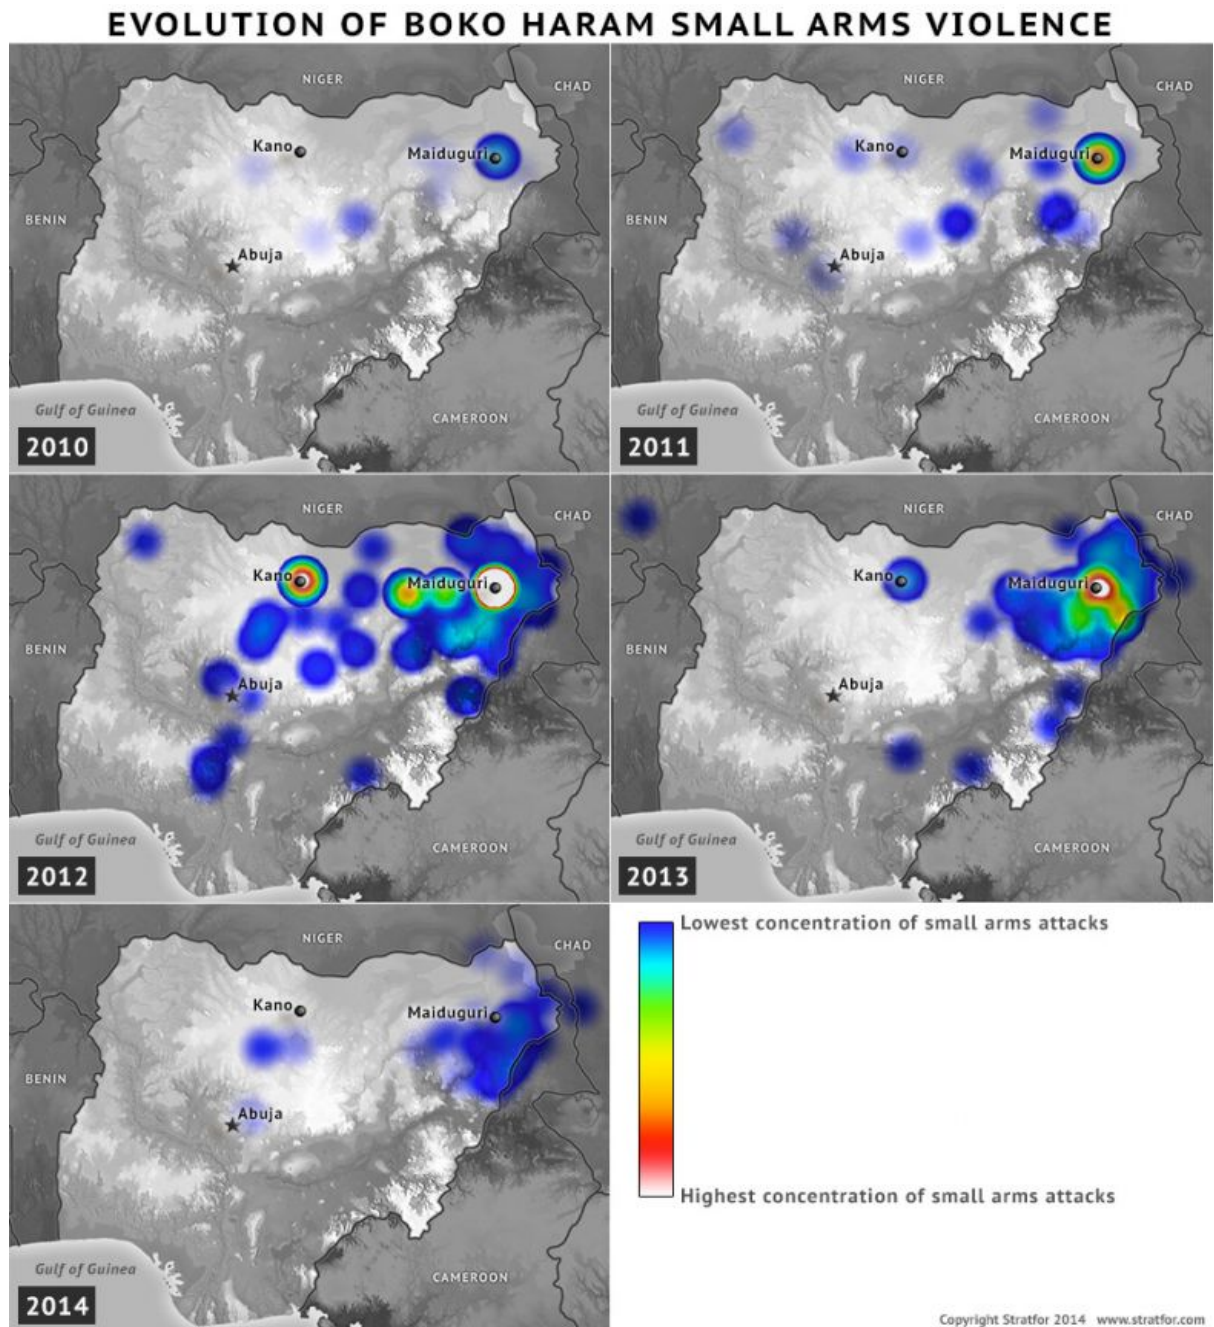 EVOLUTION OF BOKO HARAM SMALL ARMS VIOLENCE
NIGER
CHAD
Kano
Maiduguri
BENIN
Abuja
Gulf of Guinea
CAMEROON
2010
NIGER
CHAD
Kano
Maiduguri
BENIN
Abuja
Gulf of Guinea
CAMEROON
2011
NIGER
CHAD
Kano
Maiduguri
BENIN
Abuja
Gulf of Guinea
CAMEROON
2012
NIGER
CHAD
Kano
Maiduguri
BENIN
Abuja
Gulf of Guinea
CAMEROON
2013
NIGER
CHAD
Kano
Maiduguri
BENIN
Abuja
Gulf of Guinea
CAMEROON
2014
Lowest concentration of small arms attacks
Highest concentration of small arms attacks
Copyright Stratfor 2014 www.stratfor.com